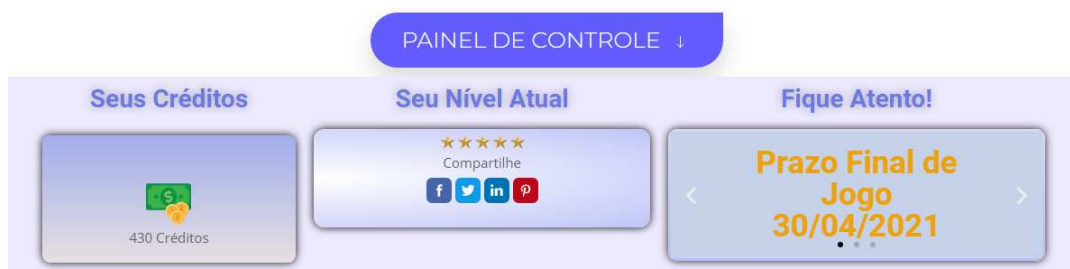 PAINEL DE CONTROLE ↓
Seus Créditos
Seu Nível Atual
Fique Atento!
430 Créditos
Compartilhe
Prazo Final de
Jogo
30/04/2021